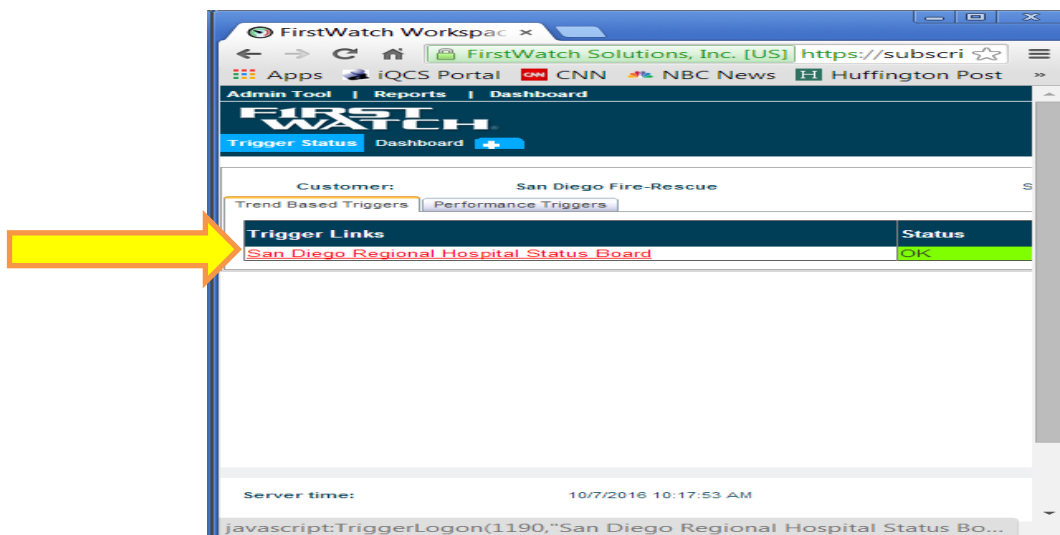 FirstWatch Workspac
FirstWatch Solutions, Inc. [US] https://subscri
Apps iQCS Portal CNN NBC News H Huffington Post »
Admin Tool | Reports | Dashboard
FIRST
WATCH
Trigger Status Dashboard +
Customer: San Diego Fire-Rescue S
Trend Based Triggers Performance Triggers
Trigger Links Status
San Diego Regional Hospital Status Board OK
Server time: 10/7/2016 10:17:53 AM
javascript:TriggerLogon(1190,"San Diego Regional Hospital Status Bo...